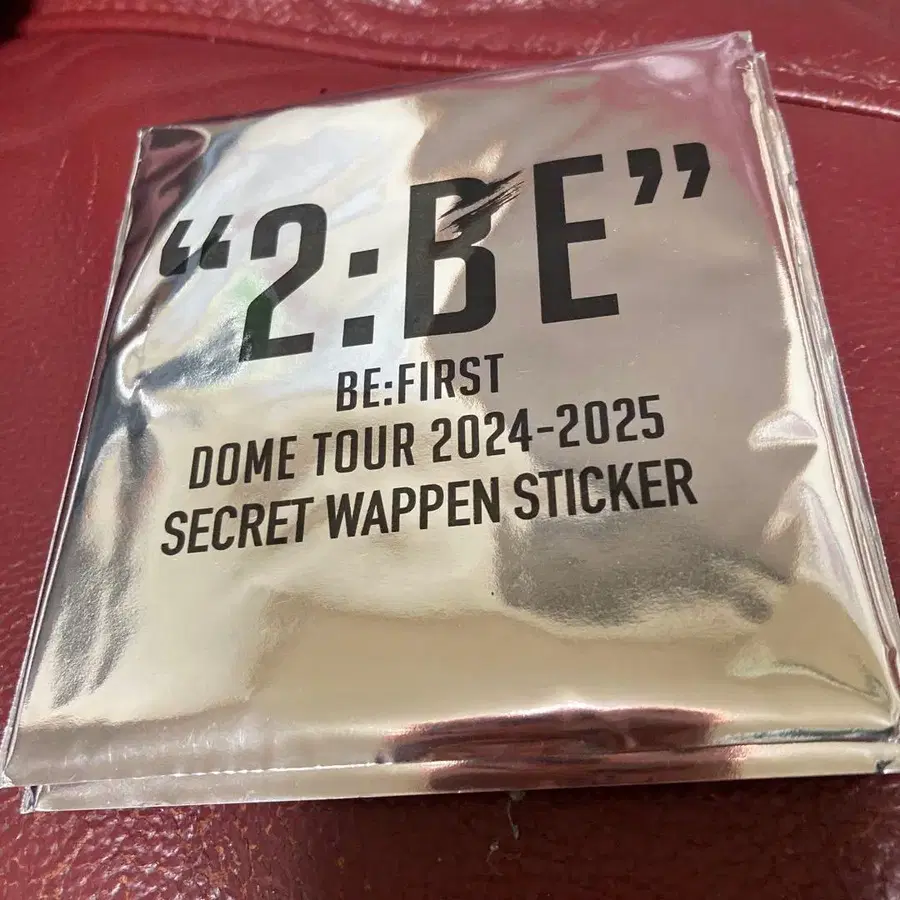 “2:BE”
BE:FIRST
DOME TOUR 2024-2025
SECRET WAPPEN STICKER